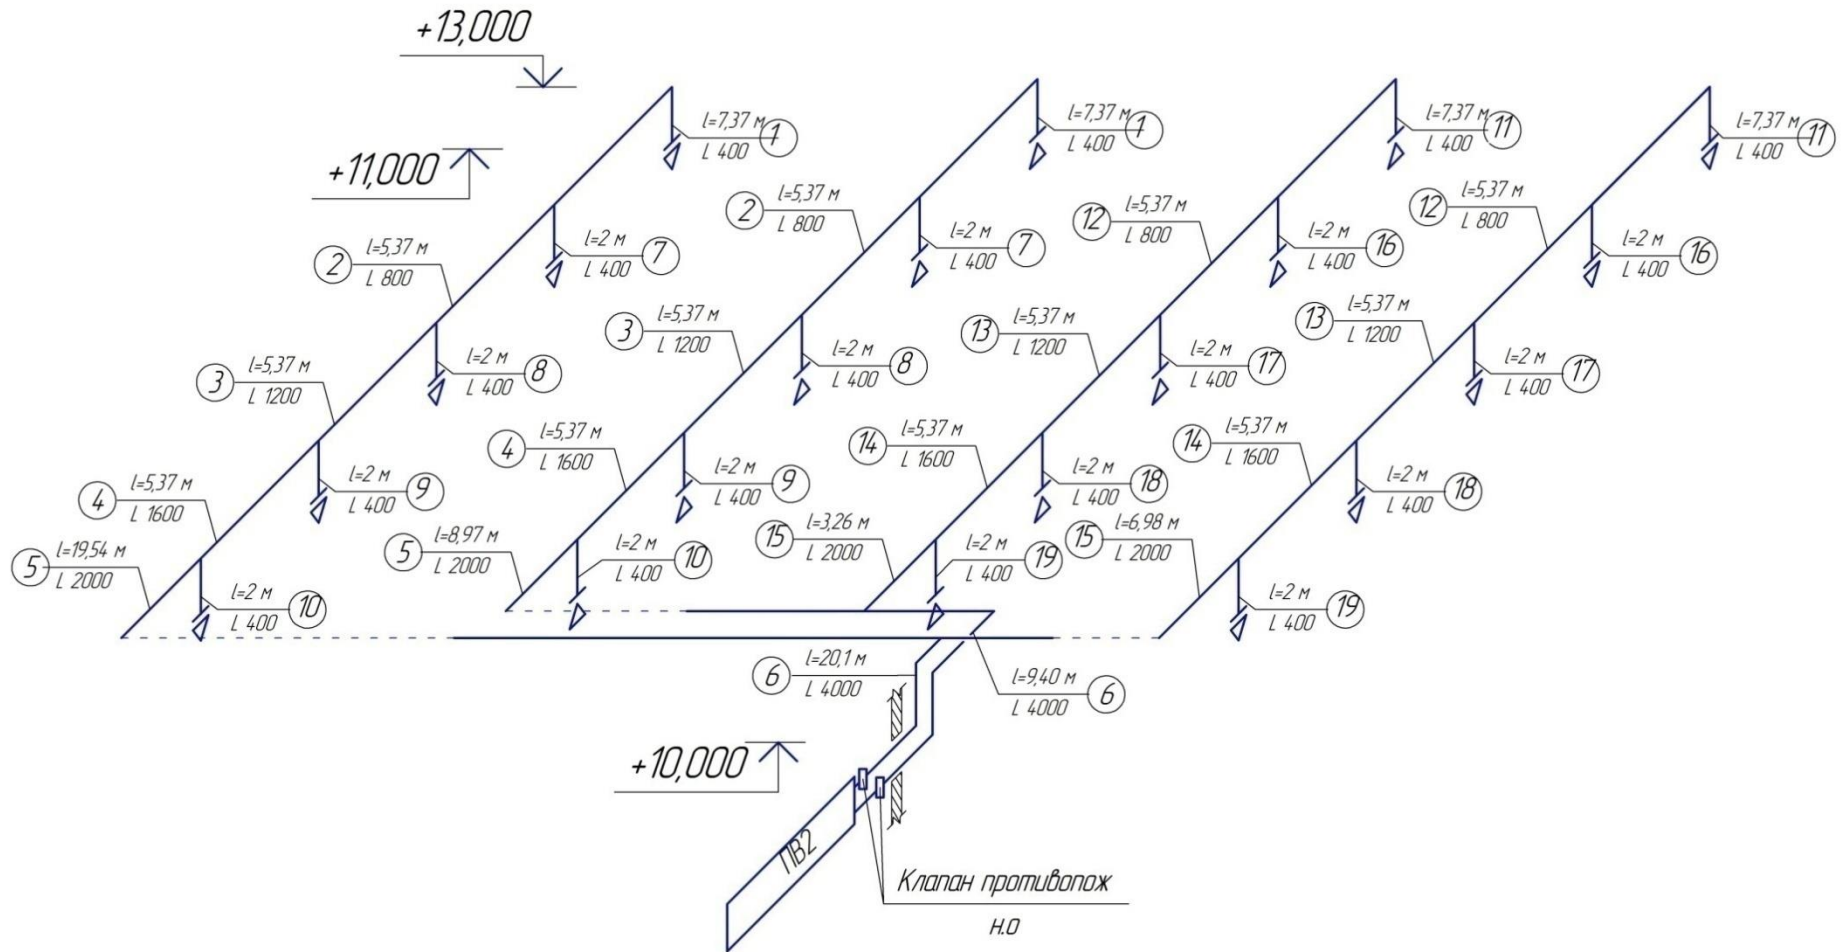 +13,000
l=7,37 м
L 400
1
l=7,37 м
L 400
1
l=7,37 м
L 400
11
l=7,37 м
L 400
11
+11,000
2
l=5,37 м
L 800
12
l=5,37 м
L 800
12
l=5,37 м
L 800
2
l=5,37 м
L 800
l=2 м
L 400
7
l=2 м
L 400
7
l=2 м
L 400
16
l=2 м
L 400
16
3
l=5,37 м
L 1200
3
l=5,37 м
L 1200
13
l=5,37 м
L 1200
13
l=5,37 м
L 1200
l=2 м
L 400
8
l=2 м
L 400
8
l=2 м
L 400
17
l=2 м
L 400
17
4
l=5,37 м
L 1600
4
l=5,37 м
L 1600
14
l=5,37 м
L 1600
14
l=5,37 м
L 1600
l=2 м
L 400
9
l=2 м
L 400
9
l=2 м
L 400
18
l=2 м
L 400
18
5
l=19,54 м
L 2000
5
l=8,97 м
L 2000
15
l=3,26 м
L 2000
15
l=6,98 м
L 2000
l=2 м
L 400
10
l=2 м
L 400
10
l=2 м
L 400
19
l=2 м
L 400
19
6
l=20,1 м
L 4000
l=9,40 м
L 4000
6
+10,000
ПВ2
Клапан противопож
н.о